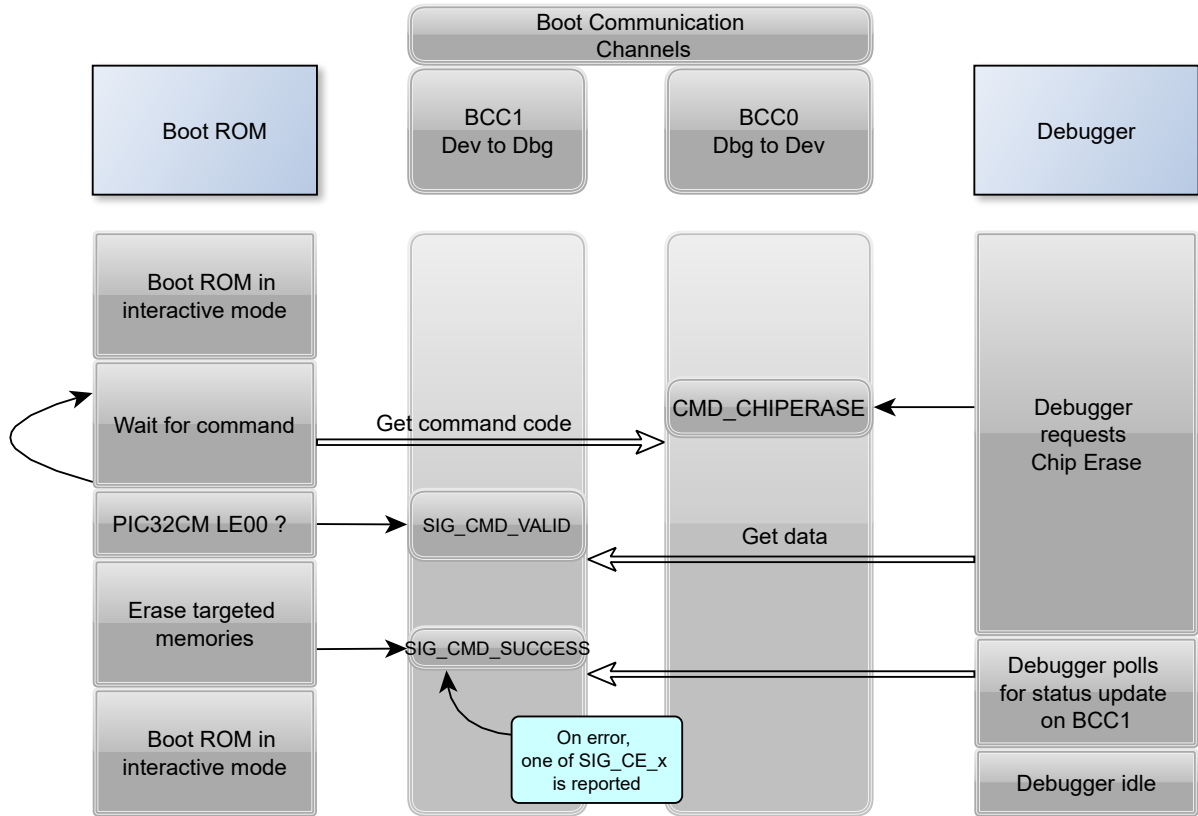 Boot Communication
Channels
Boot ROM
BCC1
Dev to Dbg
BCC0
Dbg to Dev
Debugger
Boot ROM in
interactive mode
Wait for command
Get command code
CMD_CHIPERASE
Debugger
requests
Chip Erase
PIC32CM LE00 ?
SIG_CMD_VALID
Get data
Erase targeted
memories
SIG_CMD_SUCCESS
Debugger polls
for status update
on BCC1
Boot ROM in
interactive mode
On error,
one of SIG_CE_x
is reported
Debugger idle